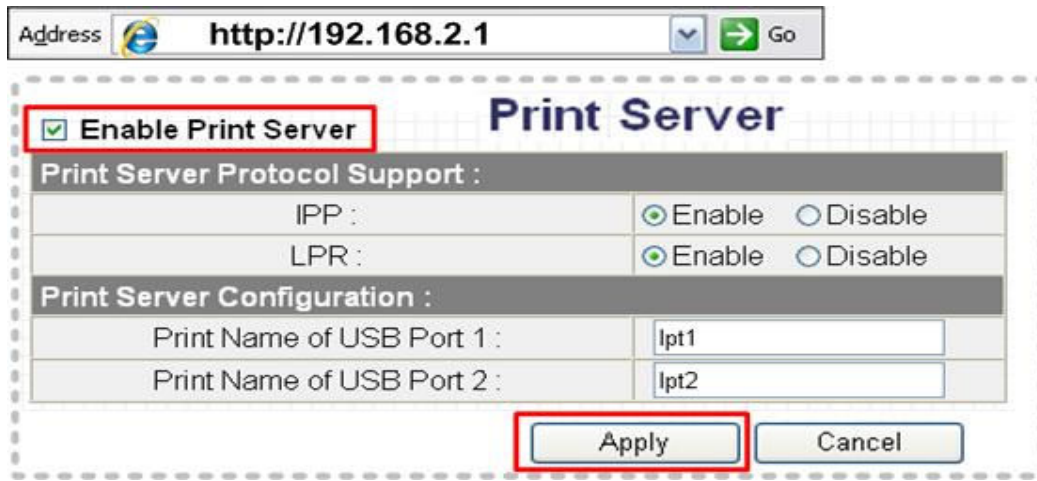 Address http://192.168.2.1 Go
Print Server
Enable Print Server
Print Server Protocol Support :
IPP : Enable Disable
LPR : Enable Disable
Print Server Configuration :
Print Name of USB Port 1 : lpt1
Print Name of USB Port 2 : lpt2
Apply Cancel